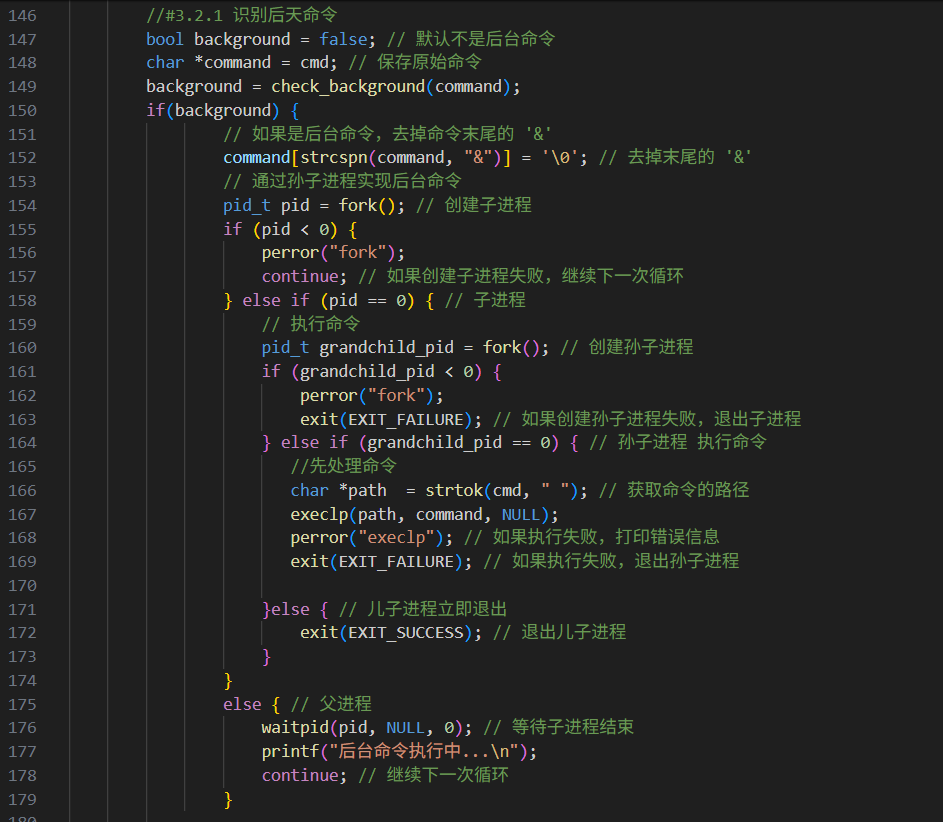 146 //#3.2.1 识别后天命令
147 bool background = false; // 默认不是后台命令
148 char *command = cmd; // 保存原始命令
149 background = check_background(command);
150 if(background) {
151 // 如果是后台命令，去掉命令末尾的 '&'
152 command[strcspn(command, "&")] = '\0'; // 去掉末尾的 '&'
153 // 通过孙子进程实现后台命令
154 pid_t pid = fork(); // 创建子进程
155 if (pid < 0) {
156 perror("fork");
157 continue; // 如果创建子进程失败，继续下一次循环
158 } else if (pid == 0) { // 子进程
159 // 执行命令
160 pid_t grandchild_pid = fork(); // 创建孙子进程
161 if (grandchild_pid < 0) {
162 perror("fork");
163 exit(EXIT_FAILURE); // 如果创建孙子进程失败，退出子进程
164 } else if (grandchild_pid == 0) { // 孙子进程 执行命令
165 //先处理命令
166 char *path  = strtok(cmd, " "); // 获取命令的路径
167 execlp(path, command, NULL);
168 perror("execlp"); // 如果执行失败，打印错误信息
169 exit(EXIT_FAILURE); // 如果执行失败，退出孙子进程
170
171 }else { // 儿子进程立即退出
172 exit(EXIT_SUCCESS); // 退出儿子进程
173 }
174 }
175 else { // 父进程
176 waitpid(pid, NULL, 0); // 等待子进程结束
177 printf("后台命令执行中...\n");
178 continue; // 继续下一次循环
179 }